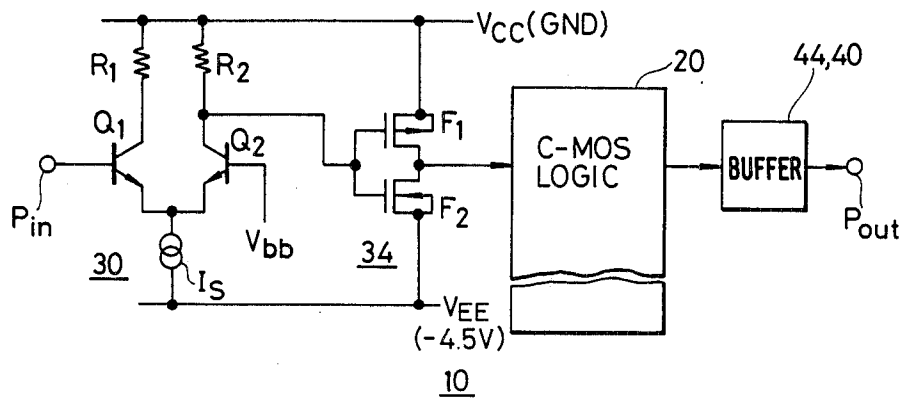 VCC(GND)
R1
R2
20
44,40
Q1
Q2
F1
C-MOS
LOGIC
BUFFER
Pin
Vbb
F2
Pout
30
34
IS
VEE
(-4.5V)
10